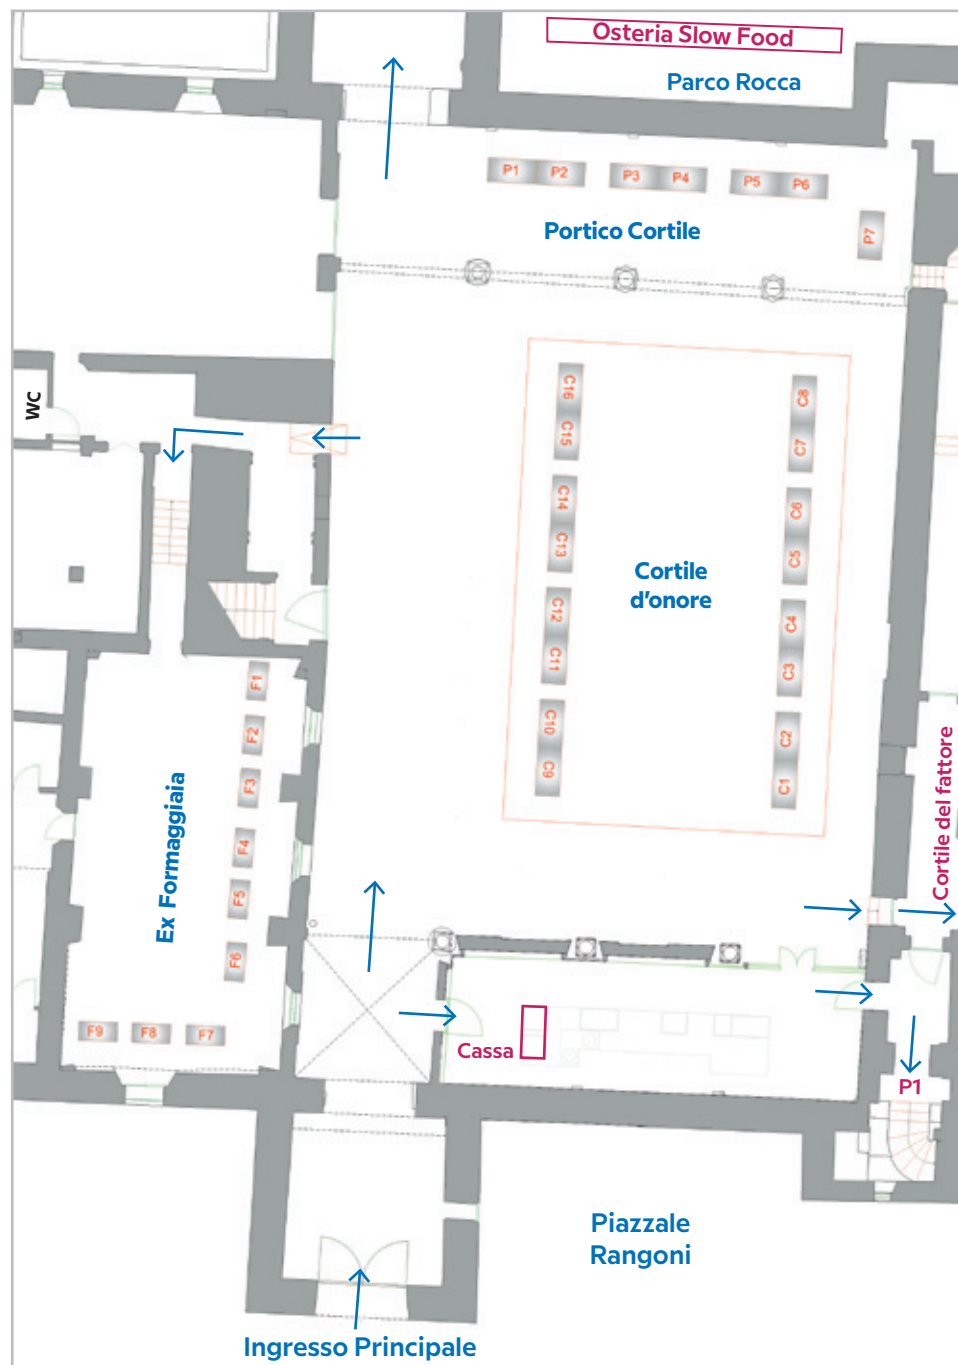 Osteria Slow Food
Parco Rocca
P1 P2 P3 P4 P5 P6
P7
Portico Cortile
WC
C16 C8
C15 C7
C14 C6
C13 C5
Cortile
d'onore
C12 C4
C11 C3
C10 C2
C9 C1
F1
F2
F3
F4
F5
F6
Ex Formaggiaia
F9 F8 F7
Cortile del fattore
Cassa
P1
Piazzale
Rangoni
Ingresso Principale